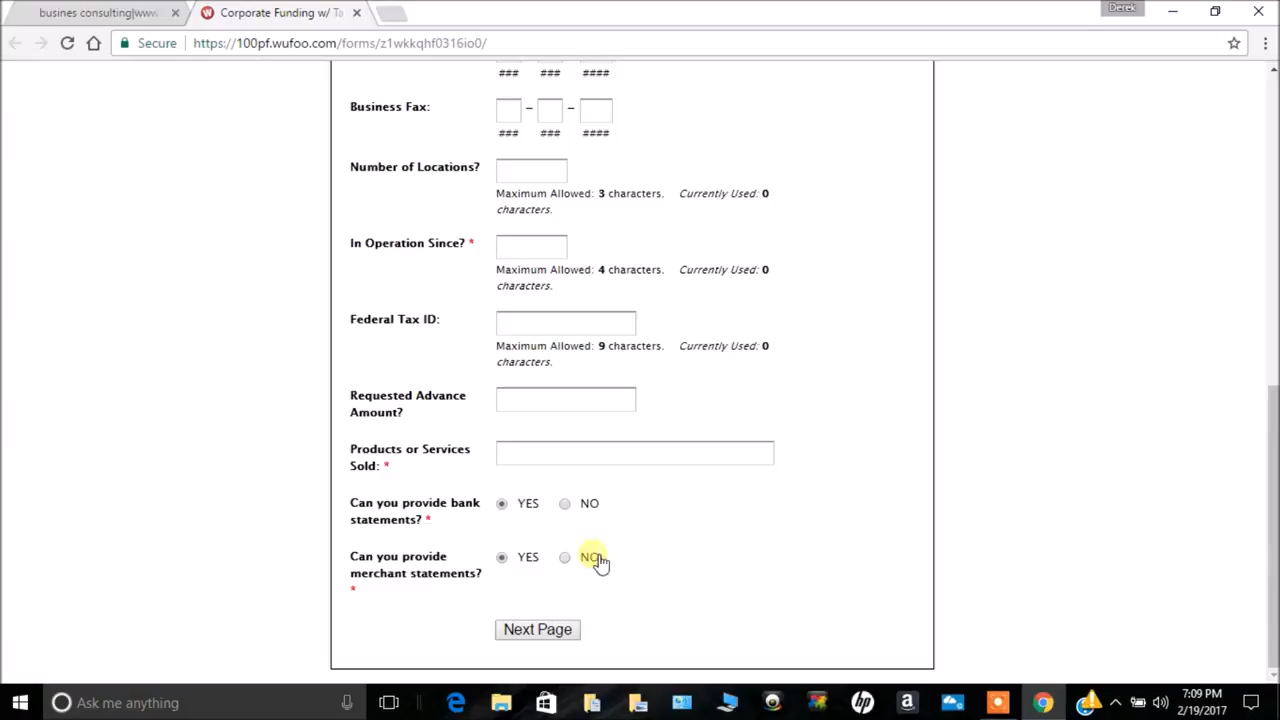 busines consulting|www
Corporate Funding w/ Ta
Derek
Secure
https://100pf.wufoo.com/forms/z1wkkqhf0316io0/
### ### ####
Business Fax:
- -
### ### ####
Number of Locations?
Maximum Allowed: 3 characters. Currently Used: 0
characters.
In Operation Since? *
Maximum Allowed: 4 characters. Currently Used: 0
characters.
Federal Tax ID:
Maximum Allowed: 9 characters. Currently Used: 0
characters.
Requested Advance
Amount?
Products or Services
Sold: *
Can you provide bank
statements? *
YES NO
Can you provide
merchant statements?
*
YES NO
Next Page
Ask me anything
7:09 PM
2/19/2017